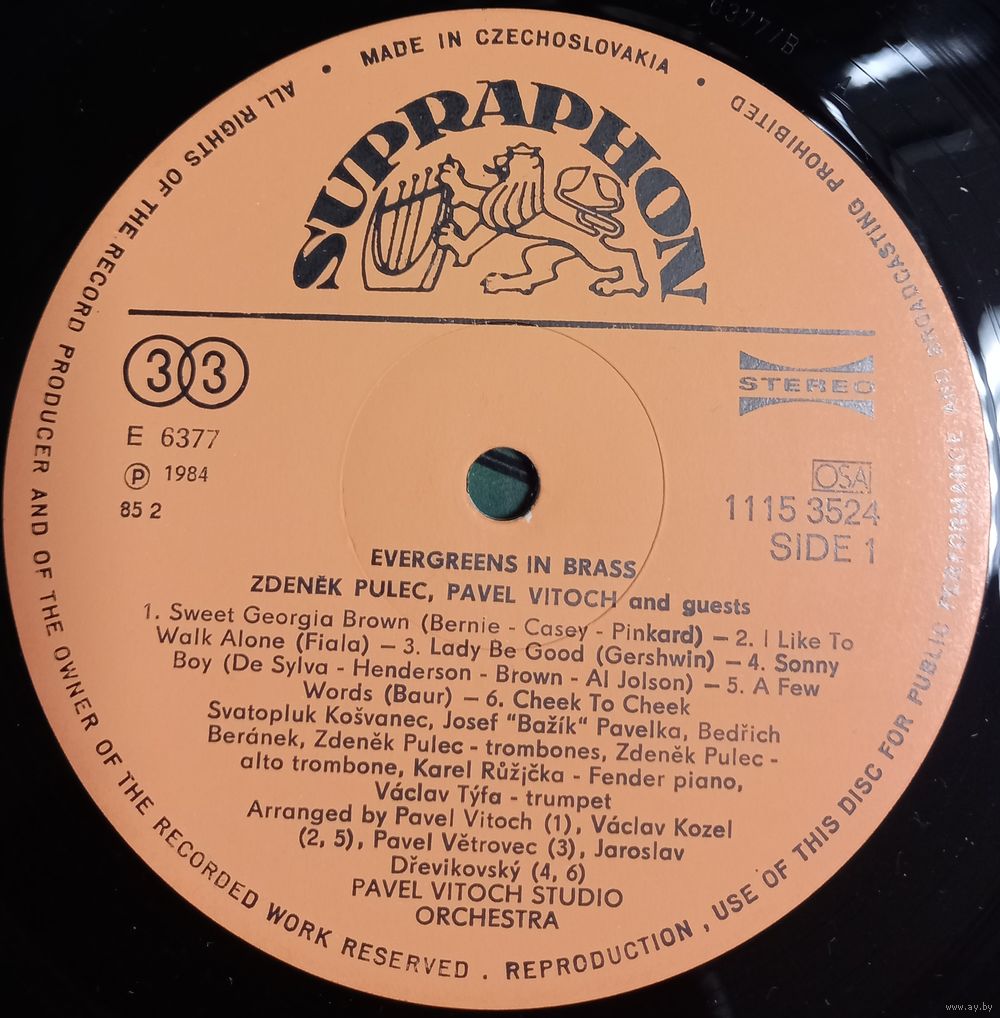 6377/B
ALL RIGHTS OF THE RECORD PRODUCER AND OF THE OWNER OF THE RECORDED WORK RESERVED . REPRODUCTION , USE OF THIS DISC FOR PUBLIC PERFORMANCE AND BROADCASTING PROHIBITED • MADE IN CZECHOSLOVAKIA •
SUPRAPHON
33
STEREO
E 6377
Ⓟ 1984
85 2
OSA
1115 3524
SIDE 1
EVERGREENS IN BRASS
ZDENĚK PULEC, PAVEL VITOCH and guests
1. Sweet Georgia Brown (Bernie - Casey - Pinkard) — 2. I Like To
Walk Alone (Fiala) — 3. Lady Be Good (Gershwin) — 4. Sonny
Boy (De Sylva - Henderson - Brown - Al Jolson) — 5. A Few
Words (Baur) — 6. Cheek To Cheek
Svatopluk Košvanec, Josef "Bažík" Pavelka, Bedřich
Beránek, Zdeněk Pulec - trombones, Zdeněk Pulec -
alto trombone, Karel Růžička - Fender piano,
Václav Týfa - trumpet
Arranged by Pavel Vitoch (1), Václav Kozel
(2, 5), Pavel Větrovec (3), Jaroslav
Dřevikovský (4, 6)
PAVEL VITOCH STUDIO
ORCHESTRA
www.ay.by